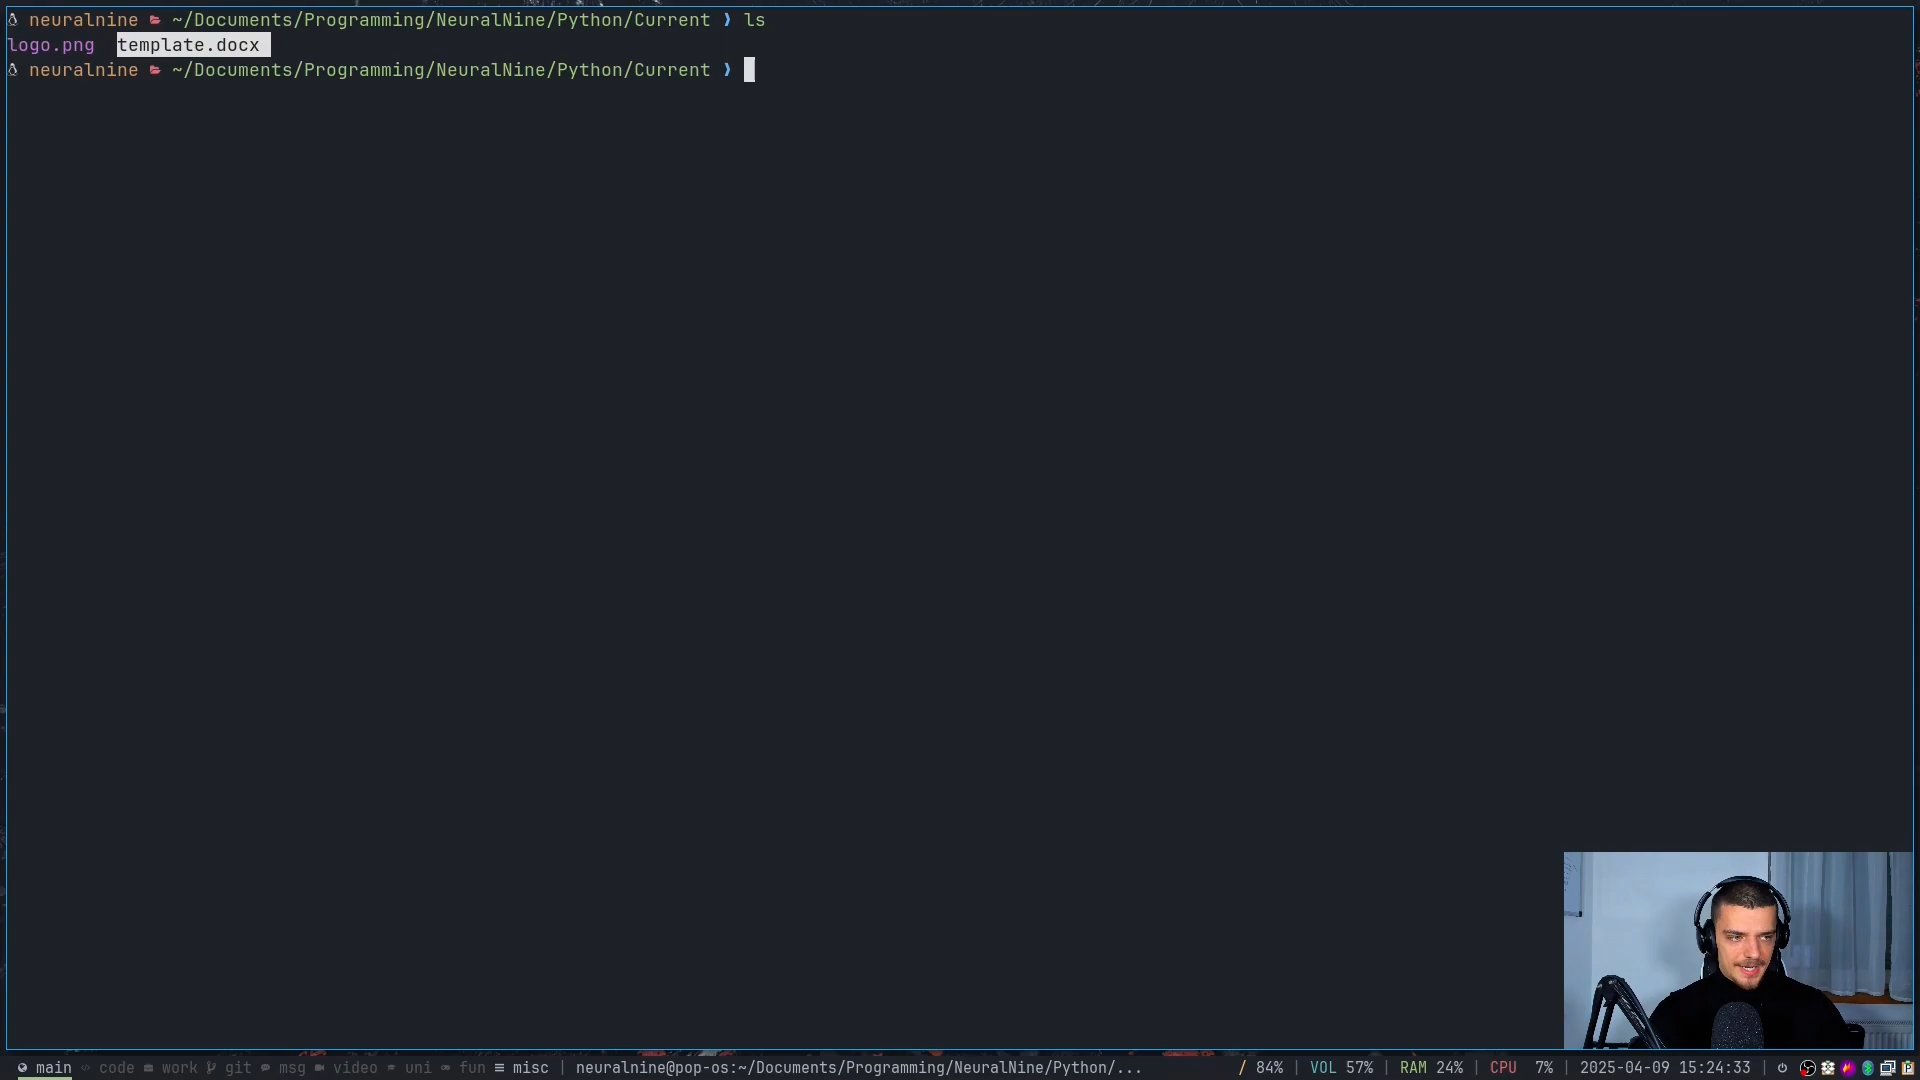 neuralnine ~/Documents/Programming/NeuralNine/Python/Current ❯ ls
logo.png template.docx
neuralnine ~/Documents/Programming/NeuralNine/Python/Current ❯
main code work git msg video uni fun misc | neuralnine@pop-os:~/Documents/Programming/NeuralNine/Python/... / 84% | VOL 57% | RAM 24% | CPU 7% | 2025-04-09 15:24:33 |